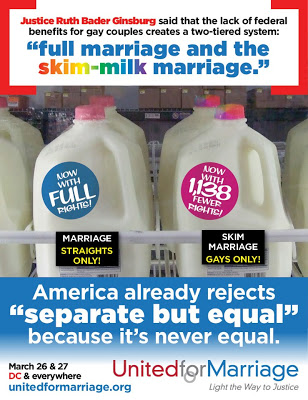 Justice Ruth Bader Ginsburg said that the lack of federal
benefits for gay couples creates a two-tiered system:
“full marriage and the
skim-milk marriage.”
NOW
WITH
FULL
RIGHTS!
NOW
WITH
1,138
FEWER
RIGHTS!
MARRIAGE
STRAIGHTS
ONLY!
SKIM
MARRIAGE
GAYS ONLY!
America already rejects
“separate but equal”
because it’s never equal.
March 26 & 27
DC & everywhere
unitedformarriage.org
UnitedforMarriage
Light the Way to Justice